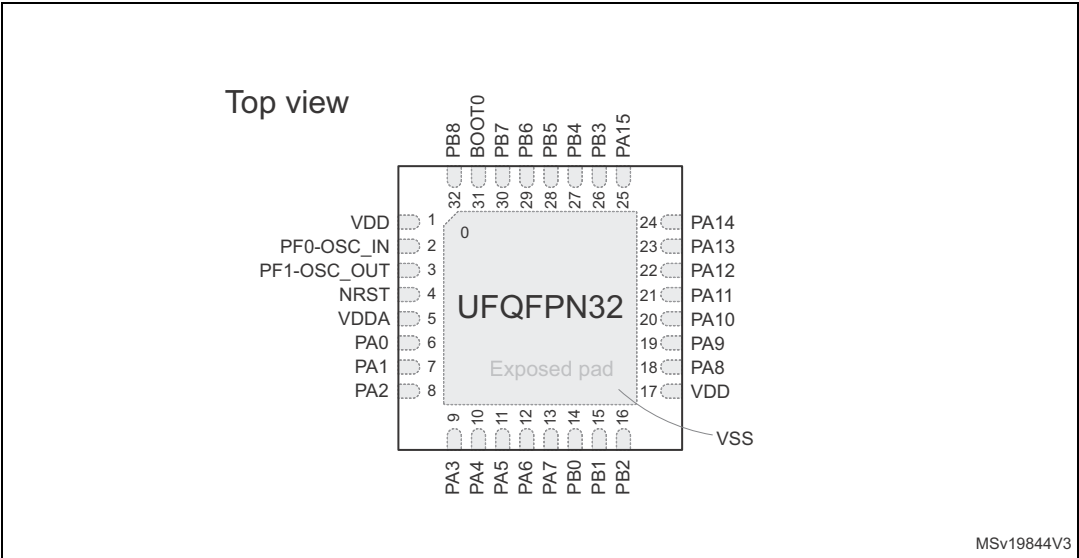 Top view
PB8
BOOT0
PB7
PB6
PB5
PB4
PB3
PA15
32
31
30
29
28
27
26
25
VDD 1
PF0-OSC_IN 2
PF1-OSC_OUT 3
NRST 4
VDDA 5
PA0 6
PA1 7
PA2 8
0
UFQFPN32
Exposed pad
24 PA14
23 PA13
22 PA12
21 PA11
20 PA10
19 PA9
18 PA8
17 VDD
VSS
9
10
11
12
13
14
15
16
PA3
PA4
PA5
PA6
PA7
PB0
PB1
PB2
MSv19844V3